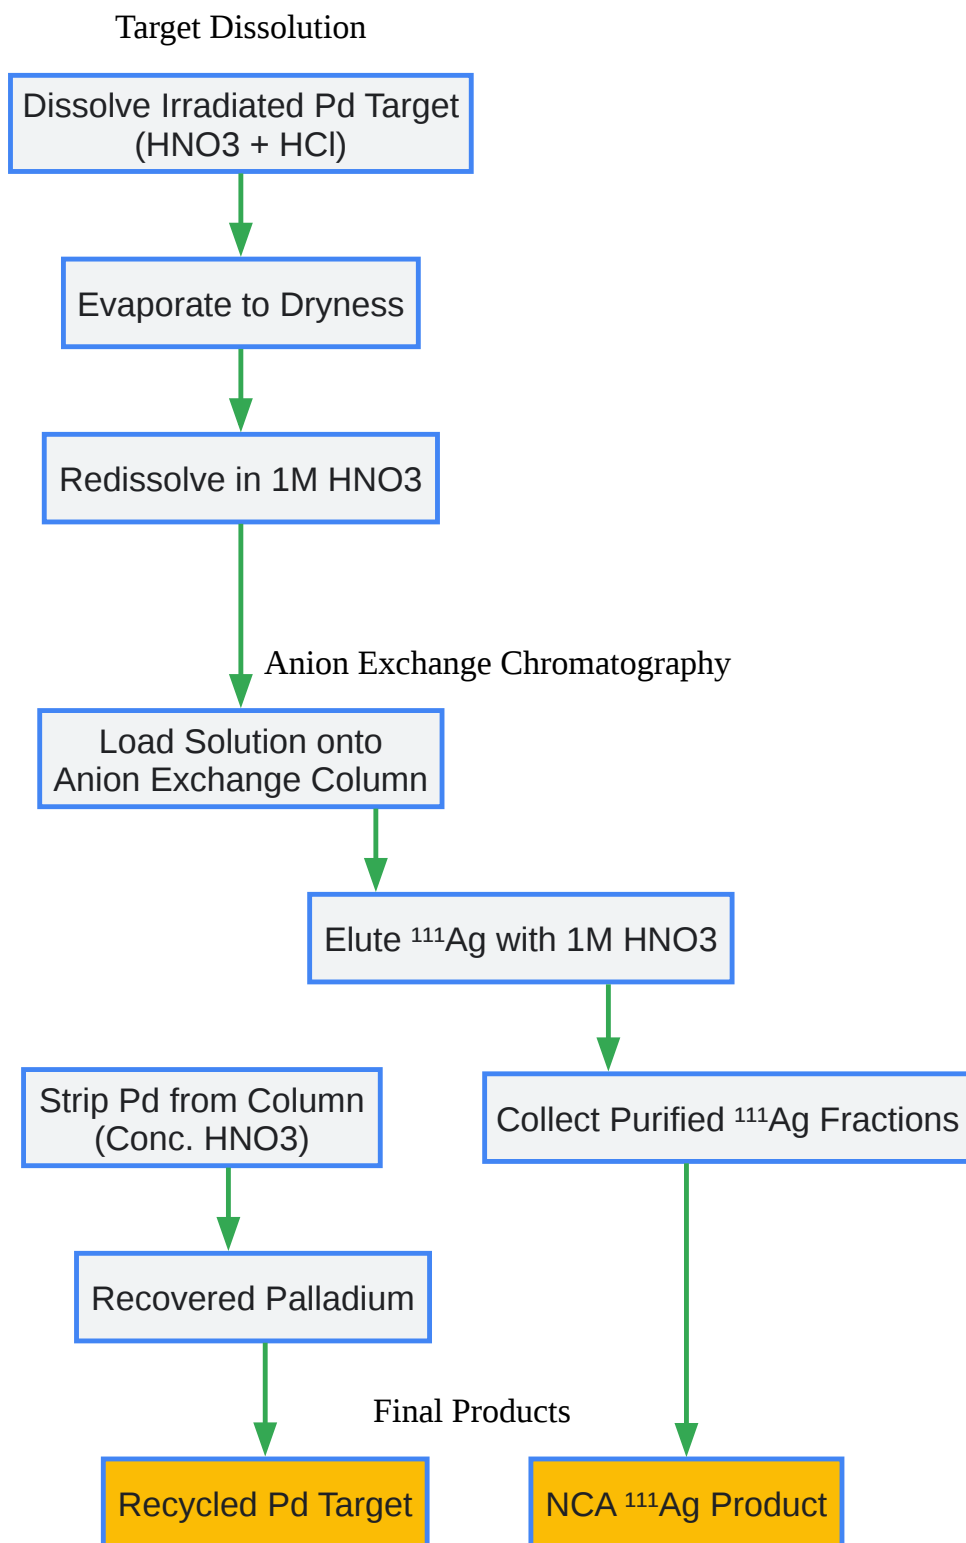 Target Dissolution
Dissolve Irradiated Pd Target
(HNO3 + HCl)
Evaporate to Dryness
Redissolve in 1M HNO3
Anion Exchange Chromatography
Load Solution onto
Anion Exchange Column
Elute ¹¹¹Ag with 1M HNO3
Strip Pd from Column
(Conc. HNO3)
Collect Purified ¹¹¹Ag Fractions
Recovered Palladium
Final Products
Recycled Pd Target
NCA ¹¹¹Ag Product